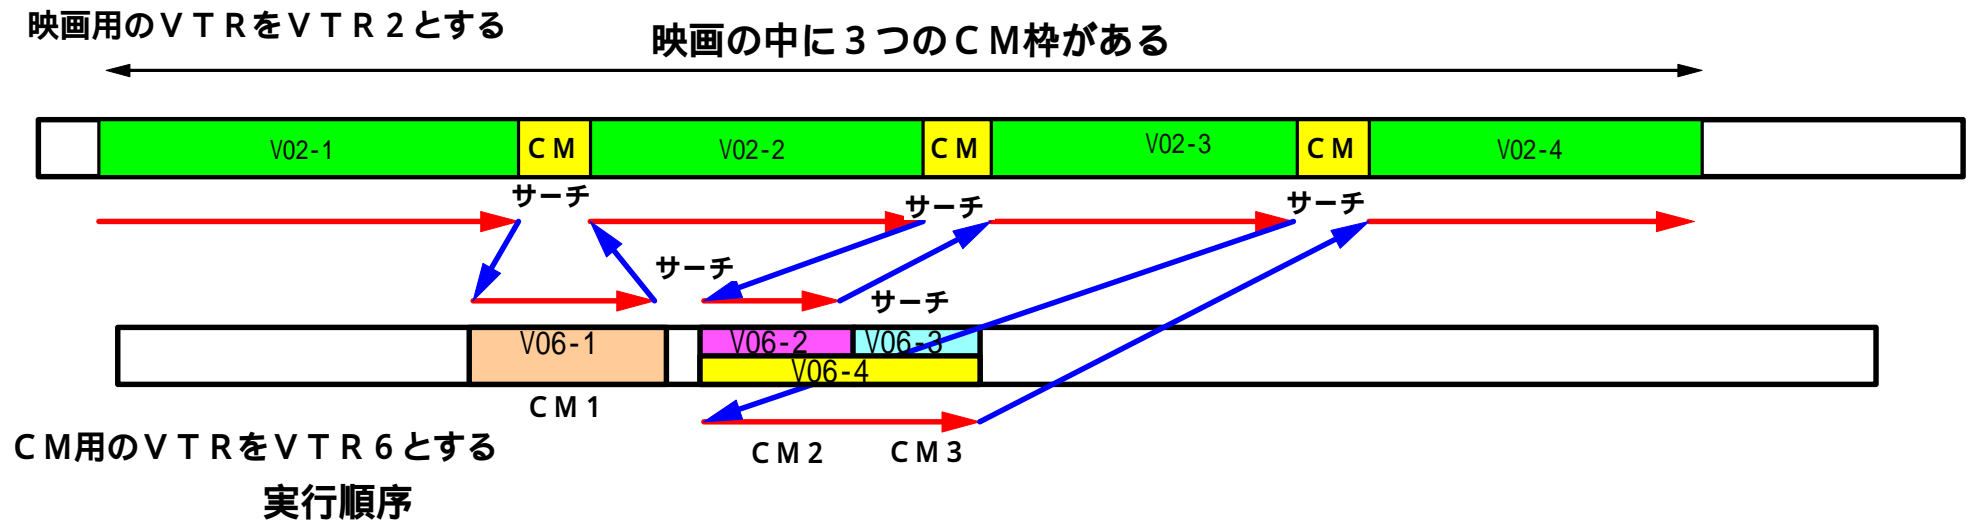 映画用のＶＴＲをＶＴＲ２とする
映画の中に３つのＣＭ枠がある
V02-1
ＣＭ
V02-2
ＣＭ
V02-3
ＣＭ
V02-4
サーチ
サーチ
サーチ
サーチ
サーチ
V06-1
V06-2
V06-3
V06-4
ＣＭ１
ＣＭ２
ＣＭ３
ＣＭ用のＶＴＲをＶＴＲ６とする
実行順序